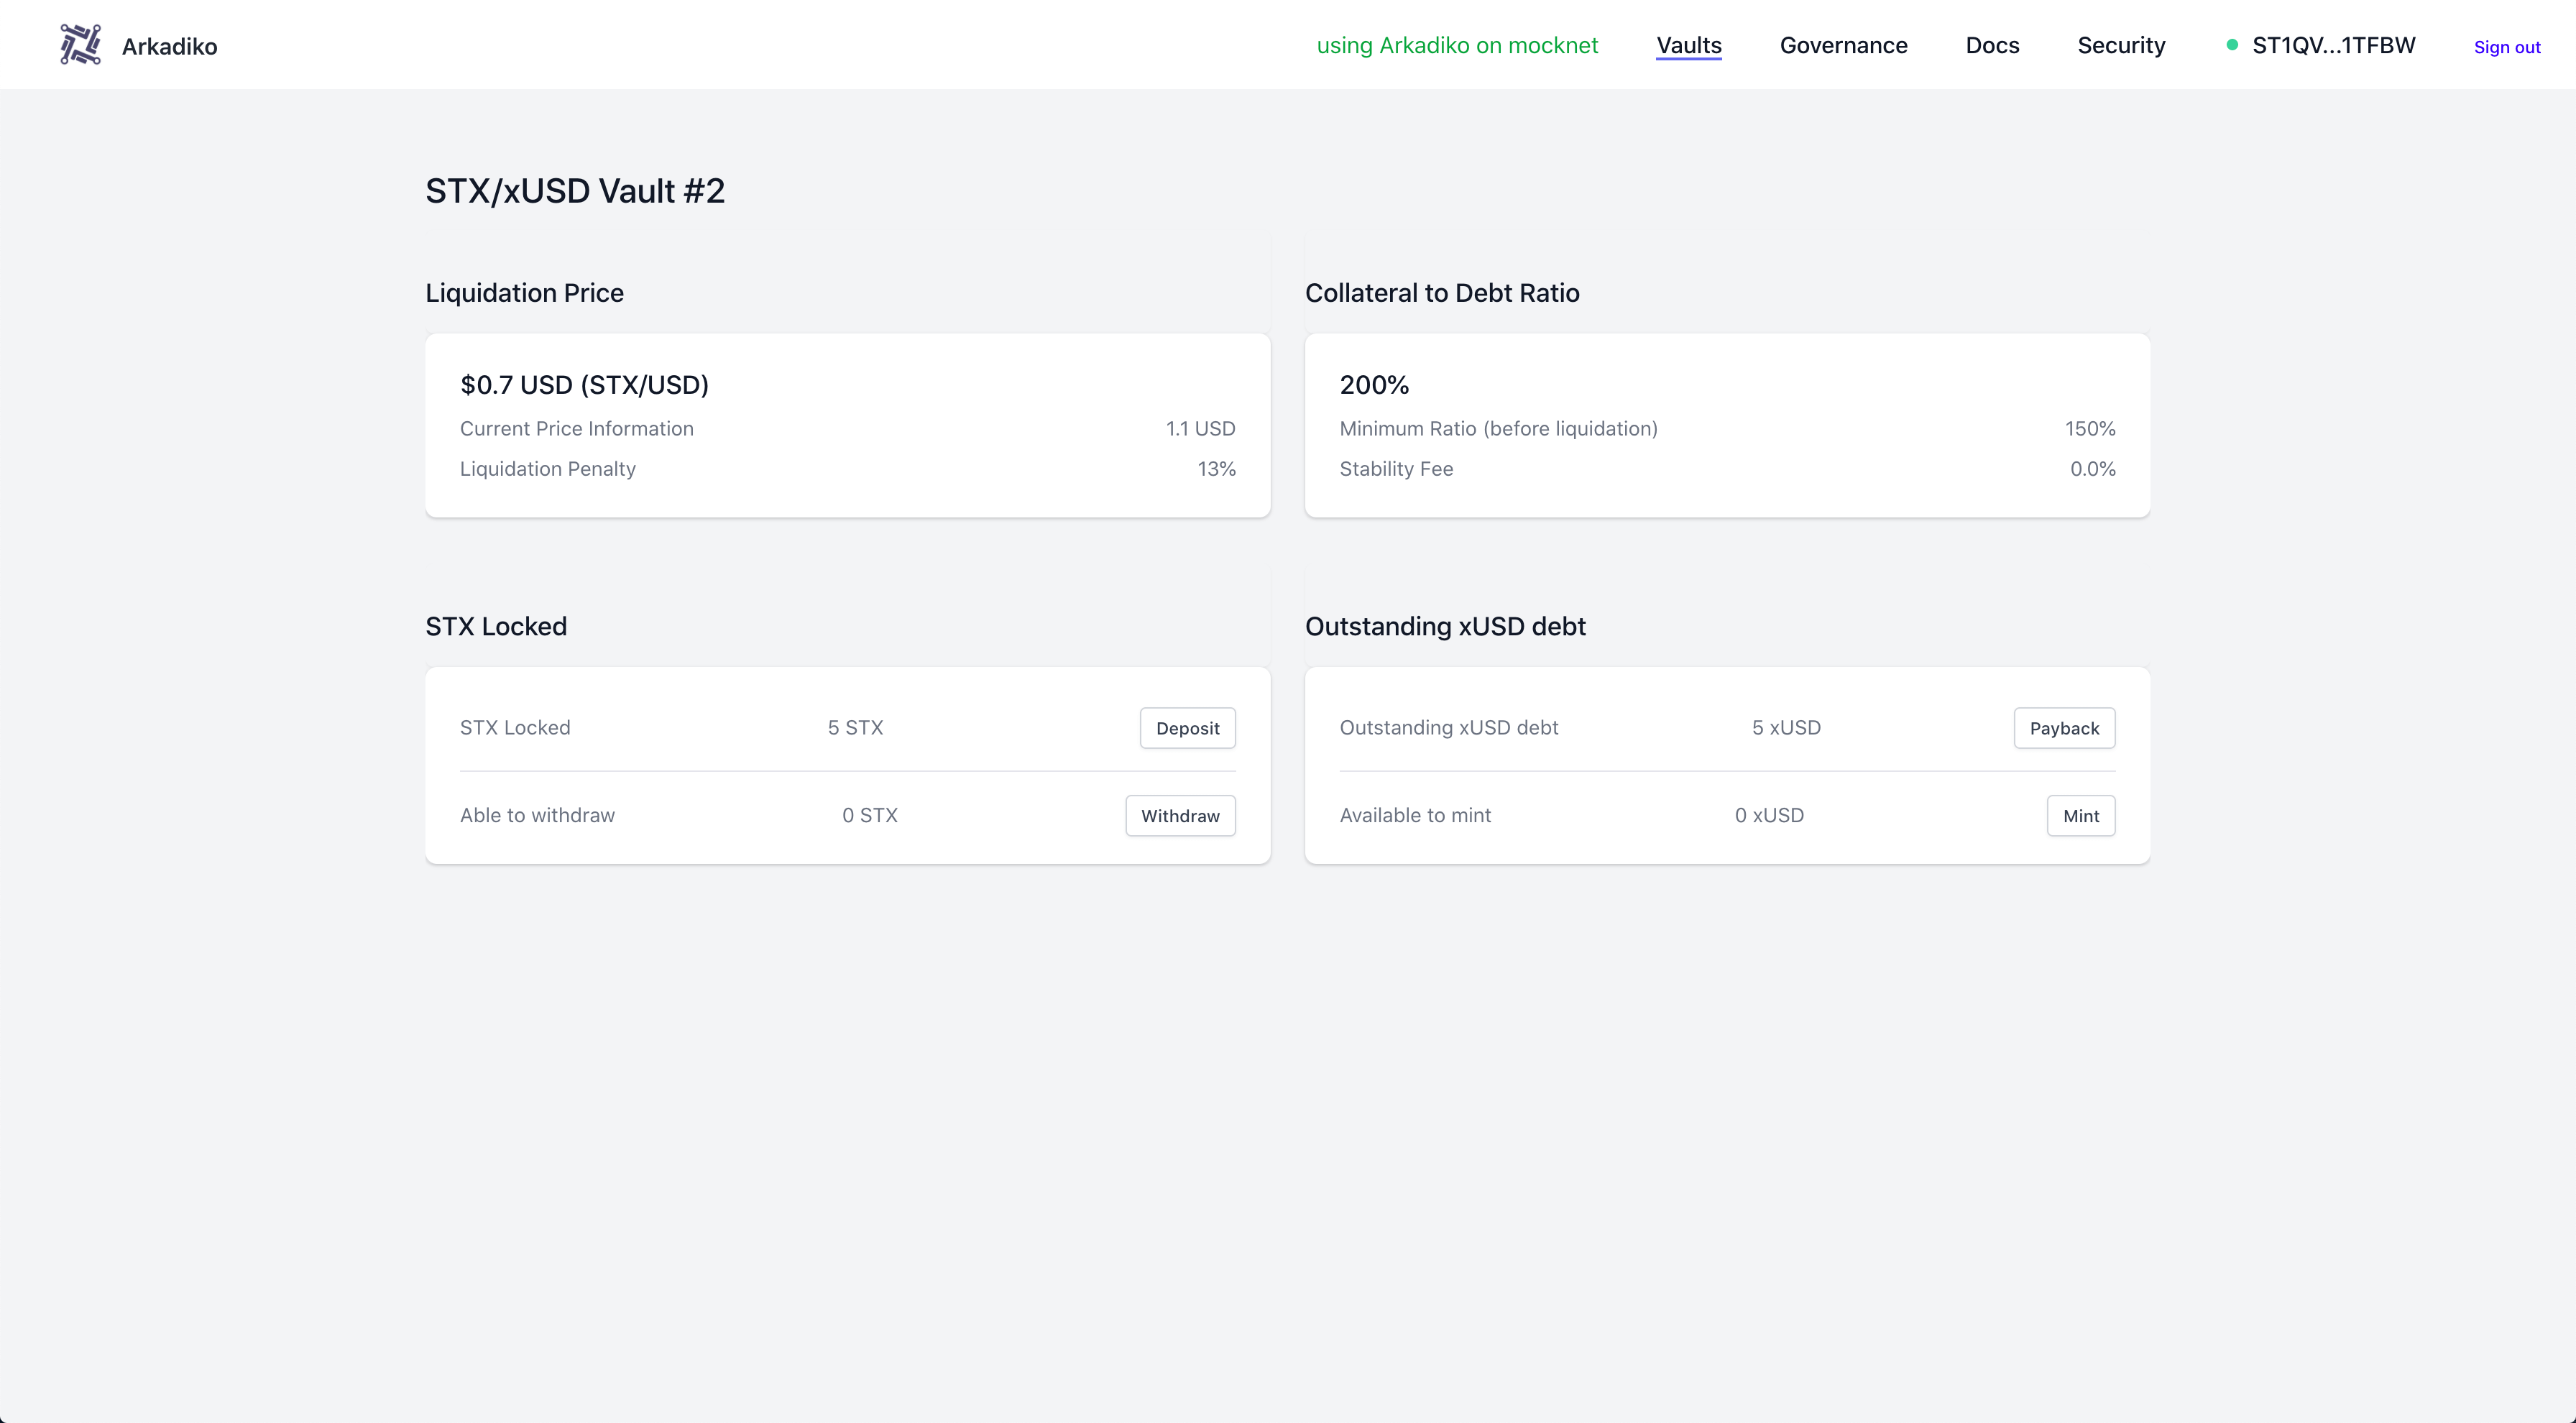 Arkadiko
using Arkadiko on mocknet Vaults Governance Docs Security ST1QV...1TFBW Sign out
STX/xUSD Vault #2
Liquidation Price
$0.7 USD (STX/USD)
Current Price Information 1.1 USD
Liquidation Penalty 13%
Collateral to Debt Ratio
200%
Minimum Ratio (before liquidation) 150%
Stability Fee 0.0%
STX Locked
STX Locked 5 STX Deposit
Able to withdraw 0 STX Withdraw
Outstanding xUSD debt
Outstanding xUSD debt 5 xUSD Payback
Available to mint 0 xUSD Mint